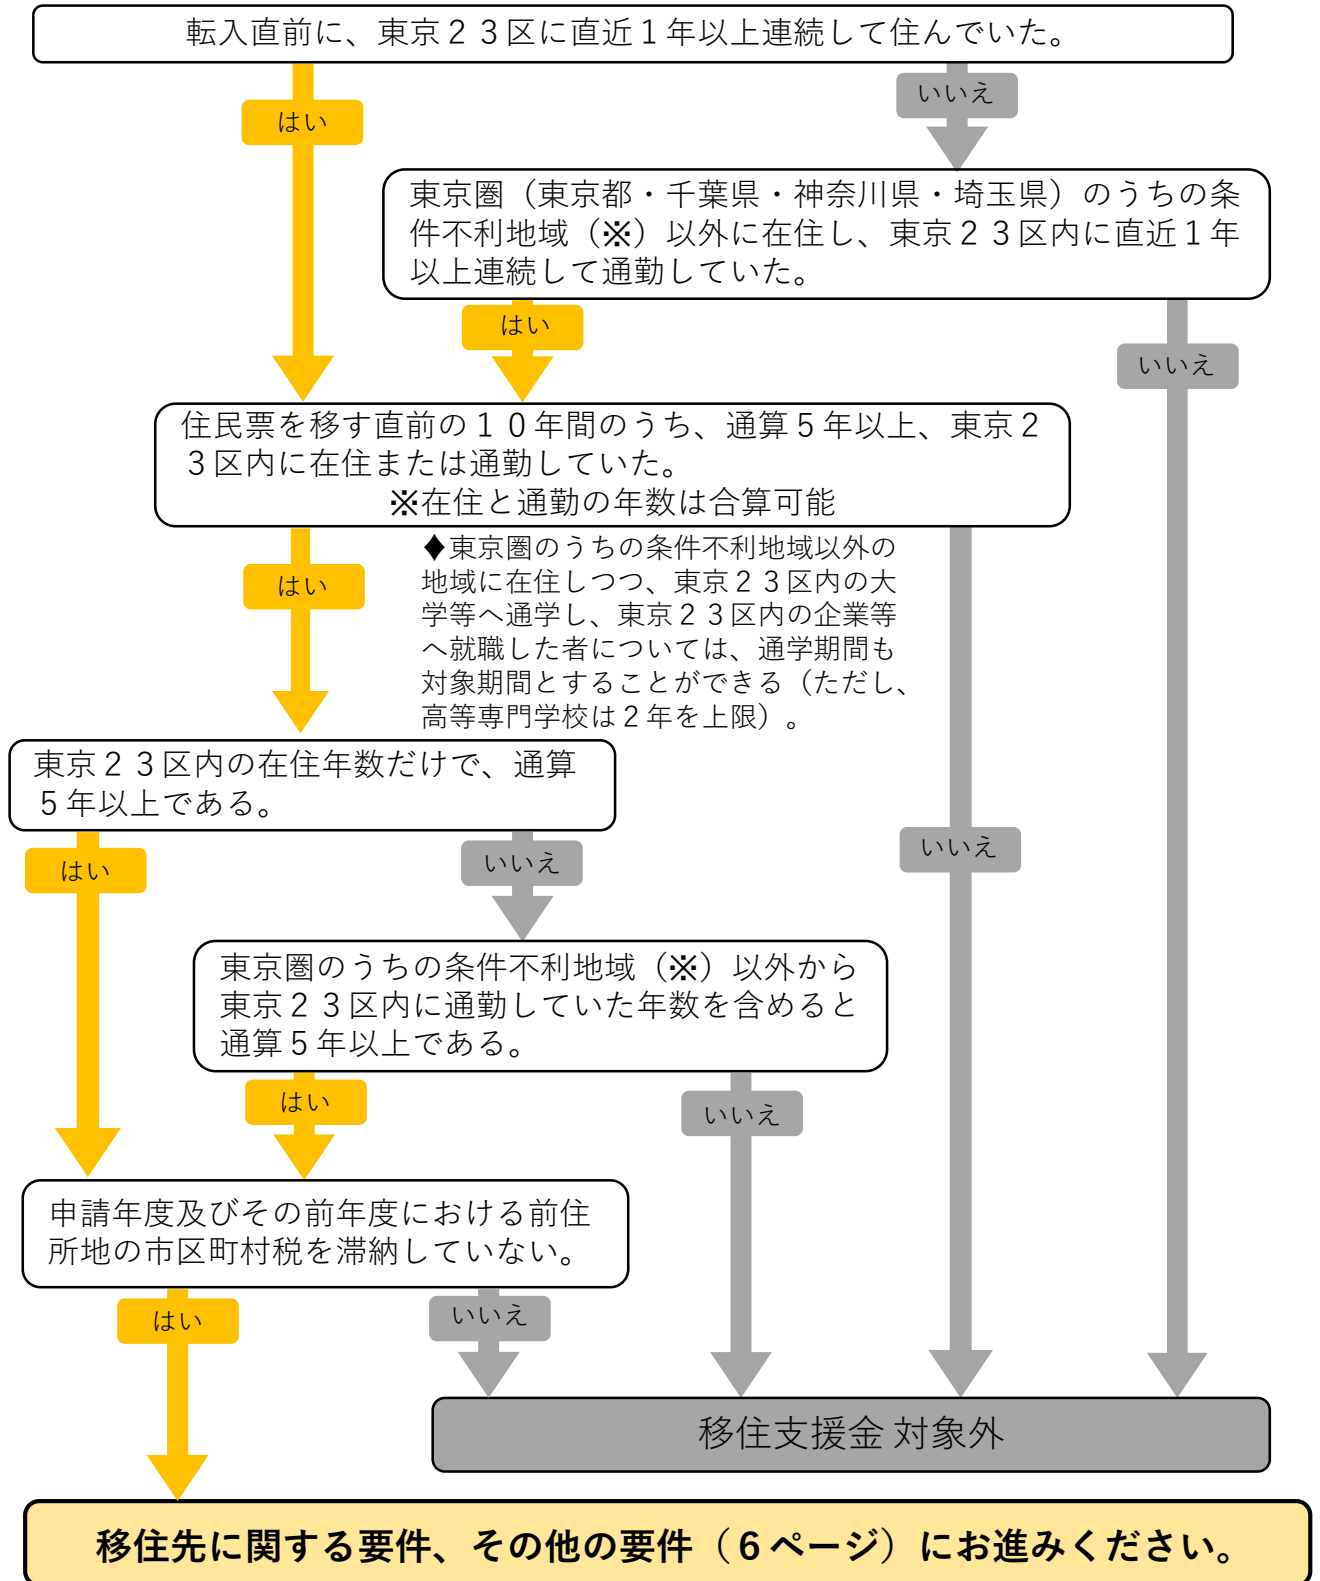 転入直前に、東京２３区に直近１年以上連続して住んでいた。
はい
いいえ
東京圏（東京都・千葉県・神奈川県・埼玉県）のうちの条
件不利地域（※）以外に在住し、東京２３区内に直近１年
以上連続して通勤していた。
はい
いいえ
住民票を移す直前の１０年間のうち、通算５年以上、東京２
３区内に在住または通勤していた。
※在住と通勤の年数は合算可能
はい
◆東京圏のうちの条件不利地域以外の
地域に在住しつつ、東京２３区内の大
学等へ通学し、東京２３区内の企業等
へ就職した者については、通学期間も
対象期間とすることができる（ただし、
高等専門学校は２年を上限）。
いいえ
東京２３区内の在住年数だけで、通算
５年以上である。
はい
いいえ
東京圏のうちの条件不利地域（※）以外から
東京２３区内に通勤していた年数を含めると
通算５年以上である。
はい
いいえ
申請年度及びその前年度における前住
所地の市区町村税を滞納していない。
はい
いいえ
移住支援金 対象外
移住先に関する要件、その他の要件（６ページ）にお進みください。